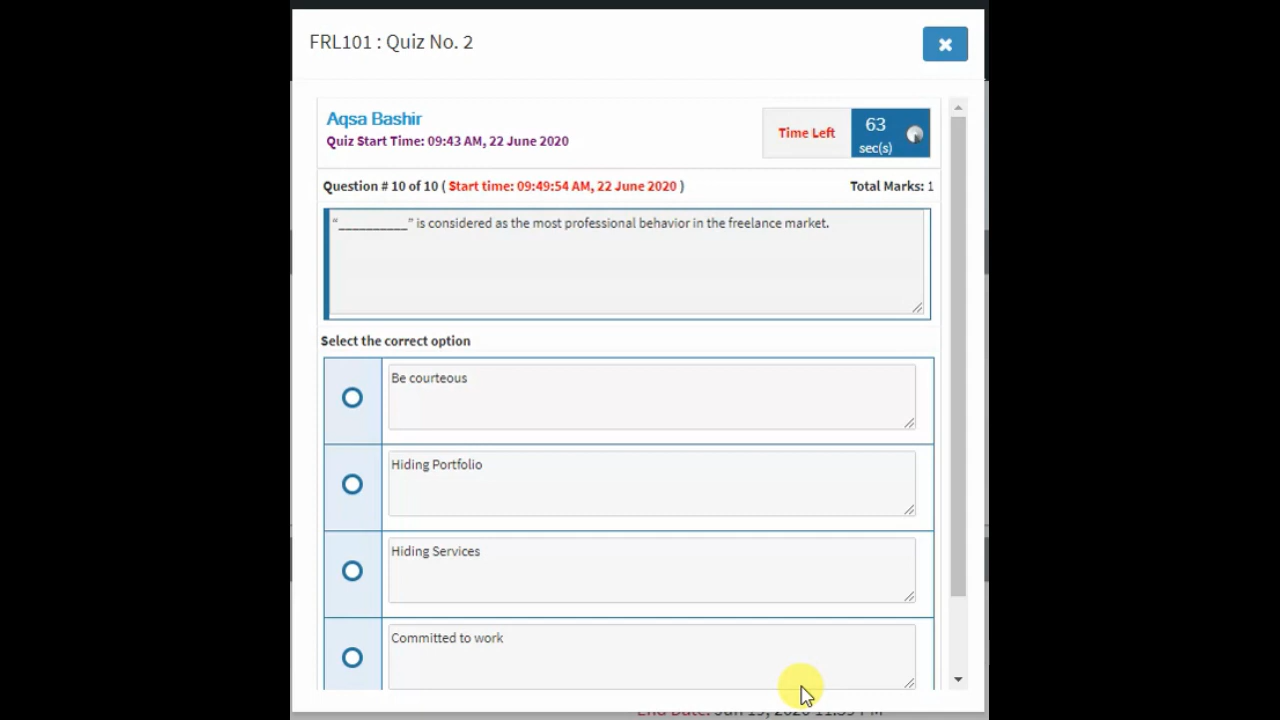 FRL101 : Quiz No. 2
Aqsa Bashir
Quiz Start Time: 09:43 AM, 22 June 2020
Time Left
63
sec(s)
Question # 10 of 10 ( Start time: 09:49:54 AM, 22 June 2020 )
Total Marks: 1
“__________” is considered as the most professional behavior in the freelance market.
Select the correct option
Be courteous
Hiding Portfolio
Hiding Services
Committed to work